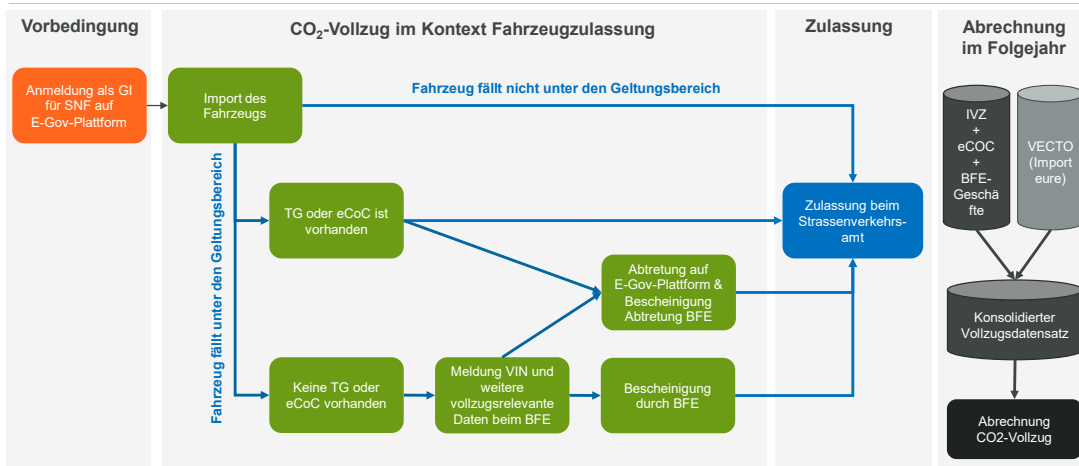 Vorbedingung
CO₂-Vollzug im Kontext Fahrzeugzulassung
Zulassung
Abrechnung
im Folgejahr
Anmeldung als GI
für SNF auf
E-Gov-Plattform
Import des
Fahrzeugs
Fahrzeug fällt nicht unter den Geltungsbereich
Fahrzeug fällt unter den Geltungsbereich
TG oder eCoC ist
vorhanden
Zulassung beim
Strassenverkehrs-
amt
Abtretung auf
E-Gov-Plattform &
Bescheinigung
Abtretung BFE
Keine TG oder
eCoC vorhanden
Meldung VIN und
weitere
vollzugsrelevante
Daten beim BFE
Bescheinigung
durch BFE
IVZ
+
eCOC
+
BFE-
Geschä
fte
VECTO
(Import
eure)
Konsolidierter
Vollzugsdatensatz
Abrechnung
CO2-Vollzug